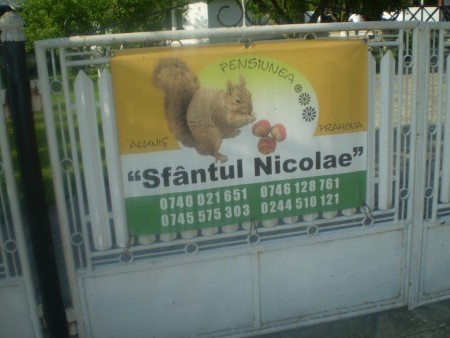 PENSIUNEA
ALUNIȘ
PRAHOVA
"Sfântul Nicolae"
0740 021 651 0746 128 761
0745 575 303 0244 510 121